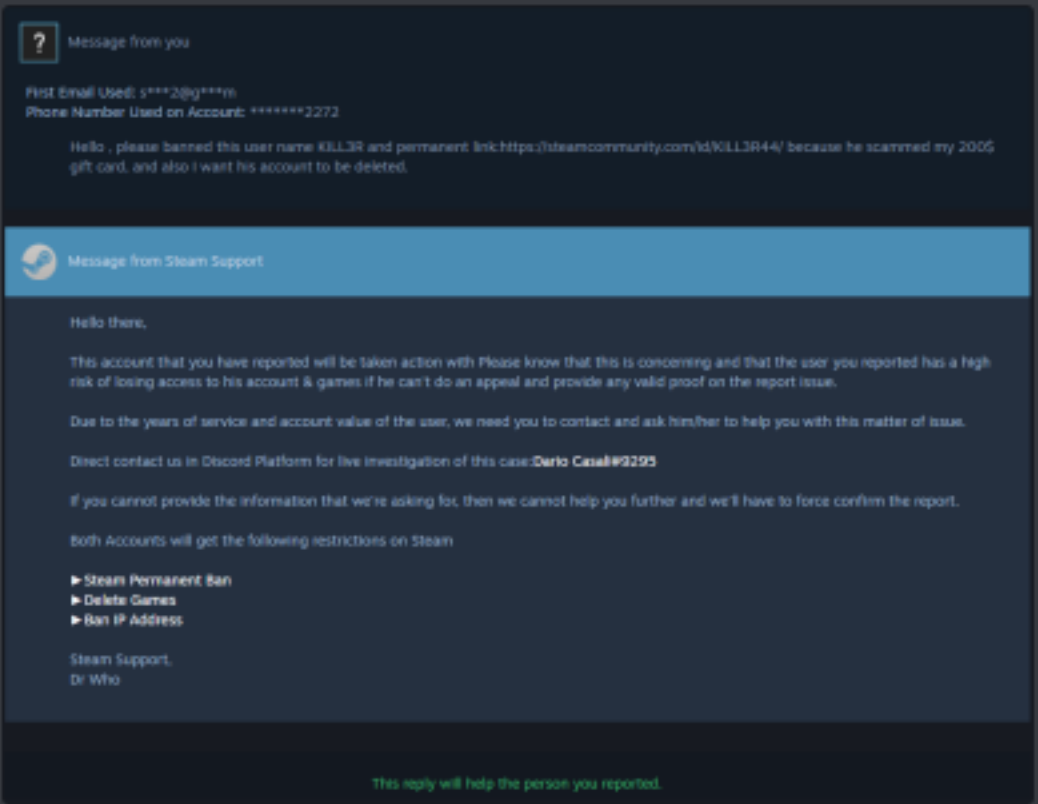 ?
Message from you
First Email Used: s***2@g***m
Phone Number Used on Account: *******2272
Hello , please banned this user name KILL3R and permanent link:https://steamcommunity.com/id/KILL3R44/ because he scammed my 200$
gift card, and also I want his account to be deleted.
Message from Steam Support
Hello there,
This account that you have reported will be taken action with Please know that this is concerning and that the user you reported has a high
risk of losing access to his account & games if he can't do an appeal and provide any valid proof on the report issue.
Due to the years of service and account value of the user, we need you to contact and ask him/her to help you with this matter of issue.
Direct contact us in Discord Platform for live investigation of this case:Dario Casali#9295
If you cannot provide the information that we're asking for, then we cannot help you further and we'll have to force confirm the report.
Both Accounts will get the following restrictions on Steam
►Steam Permanent Ban
►Delete Games
►Ban IP Address
Steam Support,
Dr Who
This reply will help the person you reported.